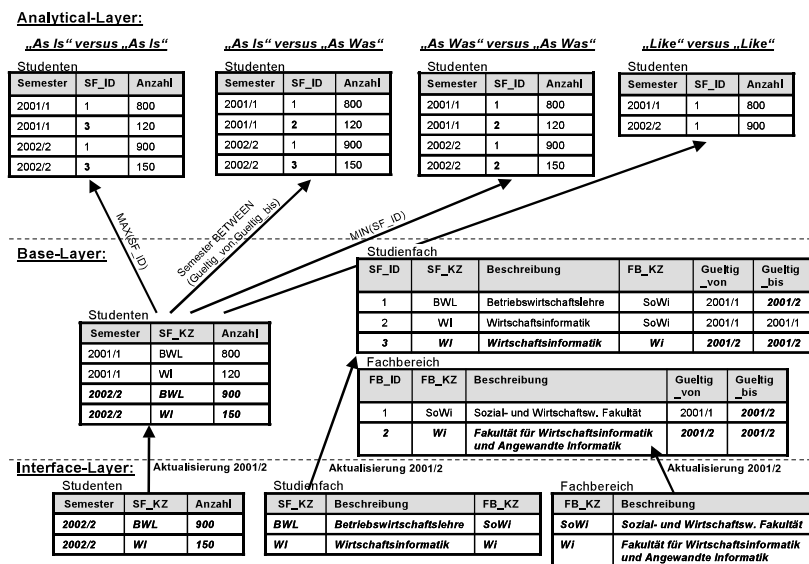 Analytical-Layer:
„As Is“ versus „As Is“
Studenten
Semester SF_ID Anzahl
2001/1 1 800
2001/1 3 120
2002/2 1 900
2002/2 3 150
„As Is“ versus „As Was“
Studenten
Semester SF_ID Anzahl
2001/1 1 800
2001/1 2 120
2002/2 1 900
2002/2 3 150
„As Was“ versus „As Was“
Studenten
Semester SF_ID Anzahl
2001/1 1 800
2001/1 2 120
2002/2 1 900
2002/2 2 150
„Like“ versus „Like“
Studenten
Semester SF_ID Anzahl
2001/1 1 800
2002/2 1 900
MAX(SF_ID)
Semester BETWEEN
(Gueltig_von,Gueltig_bis)
MIN(SF_ID)
Base-Layer:
Studenten
Semester SF_KZ Anzahl
2001/1 BWL 800
2001/1 WI 120
2002/2 BWL 900
2002/2 WI 150
Studienfach
SF_ID SF_KZ Beschreibung FB_KZ Gueltig Gueltig
_von _bis
1 BWL Betriebswirtschaftslehre SoWi 2001/1 2001/2
2 WI Wirtschaftsinformatik SoWi 2001/1 2001/1
3 WI Wirtschaftsinformatik Wi 2001/2 2001/2
Fachbereich
FB_ID FB_KZ Beschreibung Gueltig Gueltig
_von _bis
1 SoWi Sozial- und Wirtschaftsw. Fakultät 2001/1 2001/2
2 Wi Fakultät für Wirtschaftsinformatik 2001/2 2001/2
und Angewandte Informatik
Interface-Layer:
Aktualisierung 2001/2
Aktualisierung 2001/2
Aktualisierung 2001/2
Studenten
Semester SF_KZ Anzahl
2002/2 BWL 900
2002/2 WI 150
Studienfach
SF_KZ Beschreibung FB_KZ
BWL Betriebswirtschaftslehre SoWi
WI Wirtschaftsinformatik Wi
Fachbereich
FB_KZ Beschreibung
SoWi Sozial- und Wirtschaftsw. Fakultät
Wi Fakultät für Wirtschaftsinformatik
und Angewandte Informatik